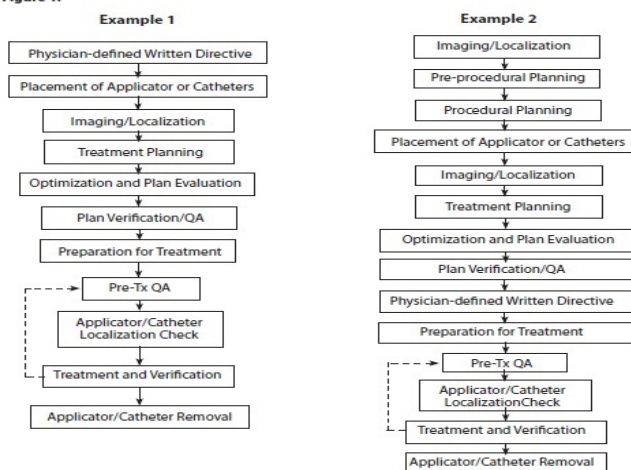 Example 1
Physician-defined Written Directive
Placement of Applicator or Catheters
Imaging/Localization
Treatment Planning
Optimization and Plan Evaluation
Plan Verification/QA
Preparation for Treatment
Pre-Tx QA
Applicator/Catheter
Localization Check
Treatment and Verification
Applicator/Catheter Removal
Example 2
Imaging/Localization
Pre-procedural Planning
Procedural Planning
Placement of Applicator or Catheters
Imaging/Localization
Treatment Planning
Optimization and Plan Evaluation
Plan Verification/QA
Physician-defined Written Directive
Preparation for Treatment
Pre-Tx QA
Applicator/Catheter
LocalizationCheck
Treatment and Verification
Applicator/Catheter Removal